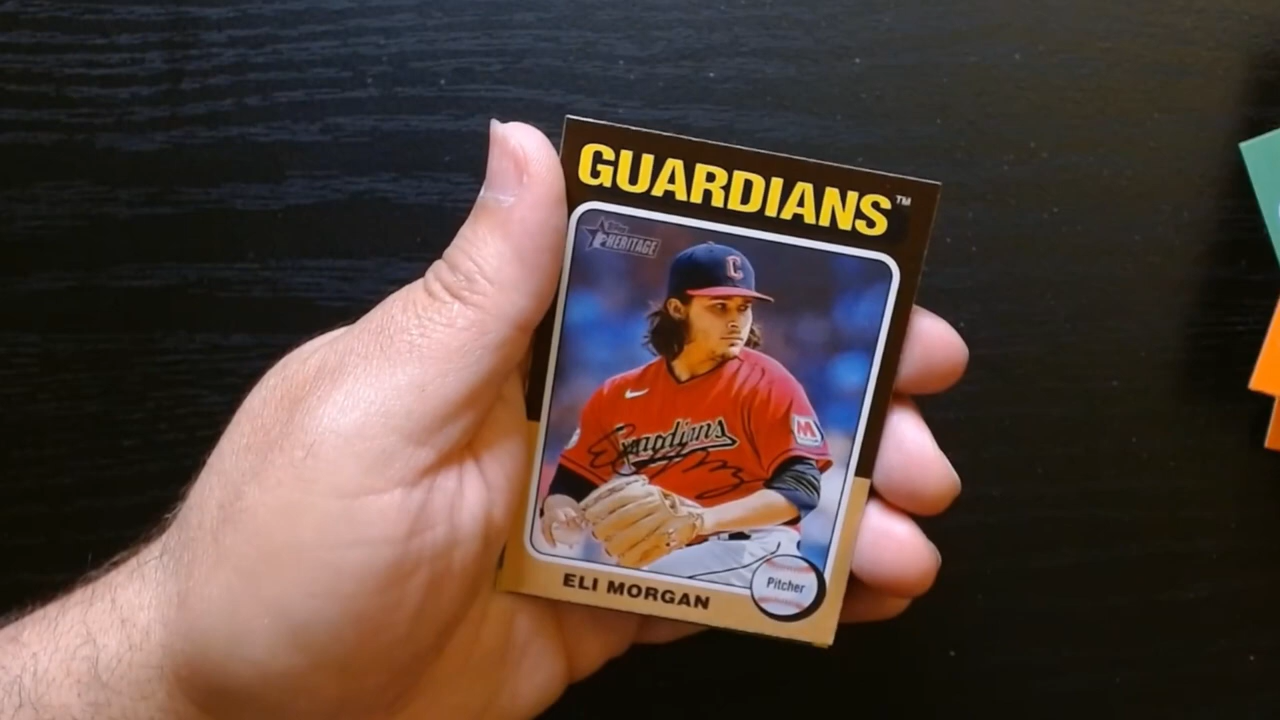 GUARDIANS™
Topps
HERITAGE
C
Guardians
M
ELI MORGAN
Pitcher